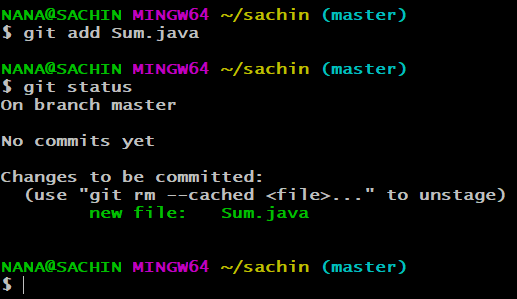 NANA@SACHIN MINGW64 ~/sachin (master)
$ git add Sum.java
NANA@SACHIN MINGW64 ~/sachin (master)
$ git status
On branch master
No commits yet
Changes to be committed:
(use "git rm --cached <file>..." to unstage)
new file: Sum.java
NANA@SACHIN MINGW64 ~/sachin (master)
$